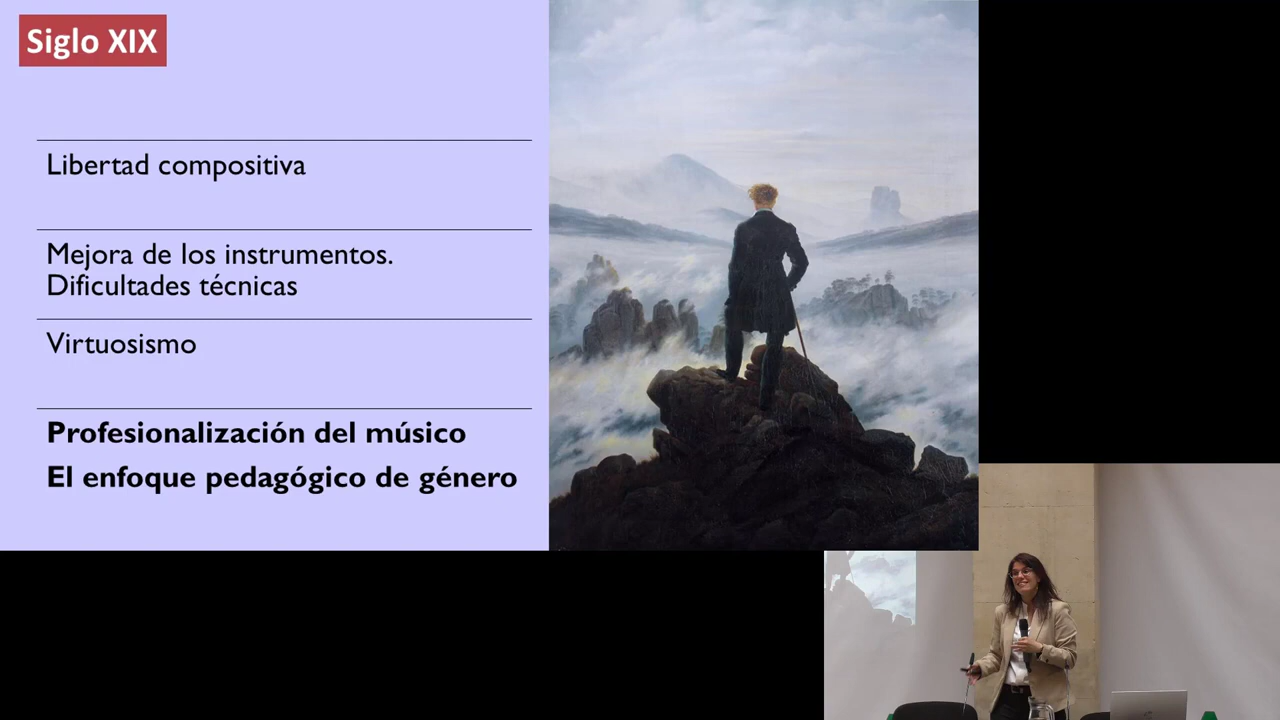 Siglo XIX
Libertad compositiva
Mejora de los instrumentos.
Dificultades técnicas
Virtuosismo
Profesionalización del músico
El enfoque pedagógico de género